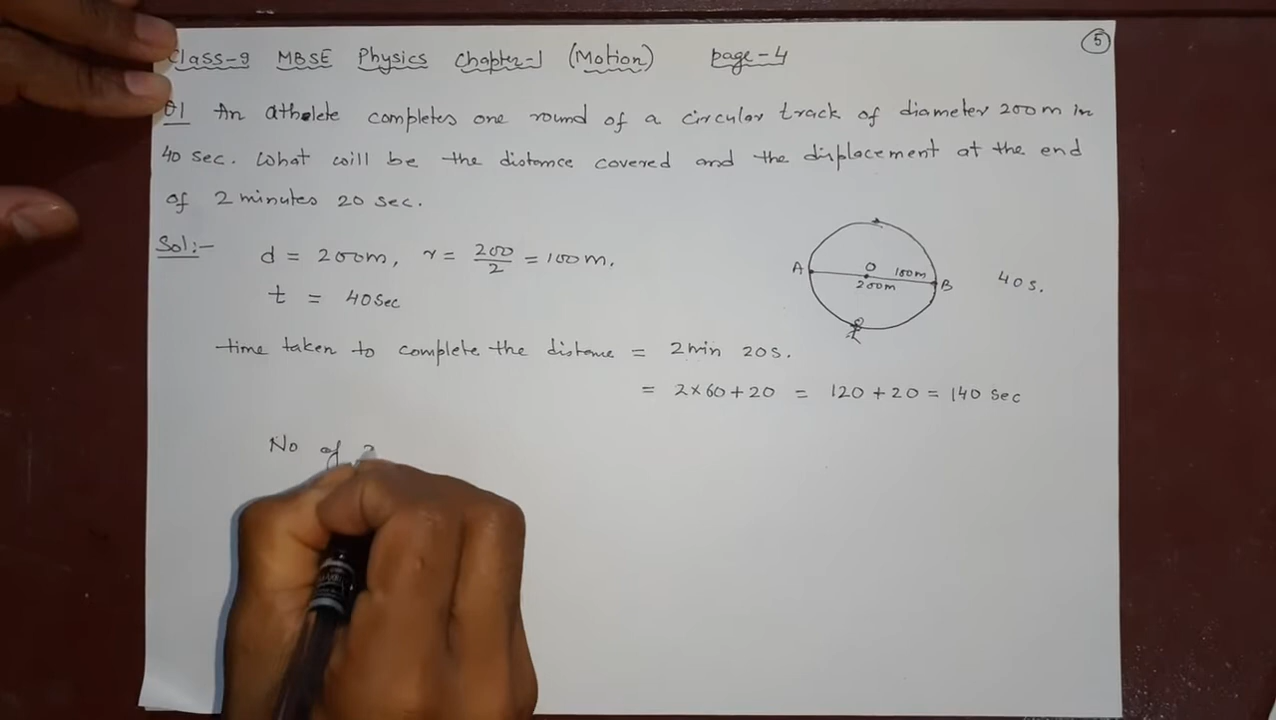 Class-9 MBSE Physics Chapter-1 (Motion) page-4
5
Q1 An athelete completes one round of a circular track of diameter 200m in
40 sec. What will be the distance covered and the displacement at the end
of 2 minutes 20 sec.
Sol:-
d = 200m, r = 200/2 = 100m.
t = 40Sec
A O 100m B
200m
40s.
time taken to complete the distance = 2min 20s.
= 2×60+20 = 120+20 = 140 Sec
No of